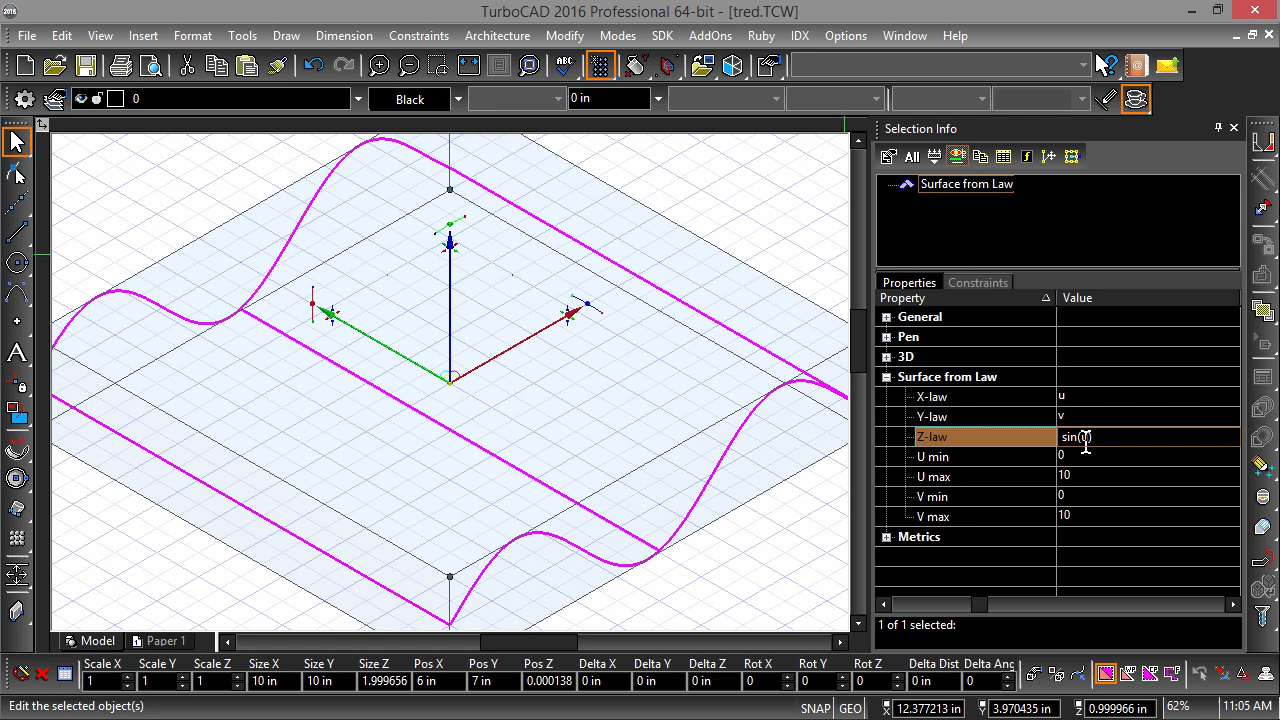 2016 TurboCAD 2016 Professional 64-bit - [tred.TCW]
File Edit View Insert Format Tools Draw Dimension Constraints Architecture Modify Modes SDK AddOns Ruby IDX Options Window Help
ABC
0 Black 0 in
Selection Info
All
Surface from Law
Properties Constraints
Property Value
General
Pen
3D
Surface from Law
X-law u
Y-law v
Z-law sin(u)
U min 0
U max 10
V min 0
V max 10
Metrics
1 of 1 selected:
Model Paper 1
Scale X Scale Y Scale Z Size X Size Y Size Z Pos X Pos Y Pos Z Delta X Delta Y Delta Z Rot X Rot Y Rot Z Delta Dist Delta Ang
1 1 1 10 in 10 in 1.999656 6 in 7 in 0.000138 0 in 0 in 0 in 0 0 0 0 in 0
Edit the selected object(s) SNAP GEO X 12.377213 in Y 3.970435 in Z 0.999966 in 62% 11:05 AM